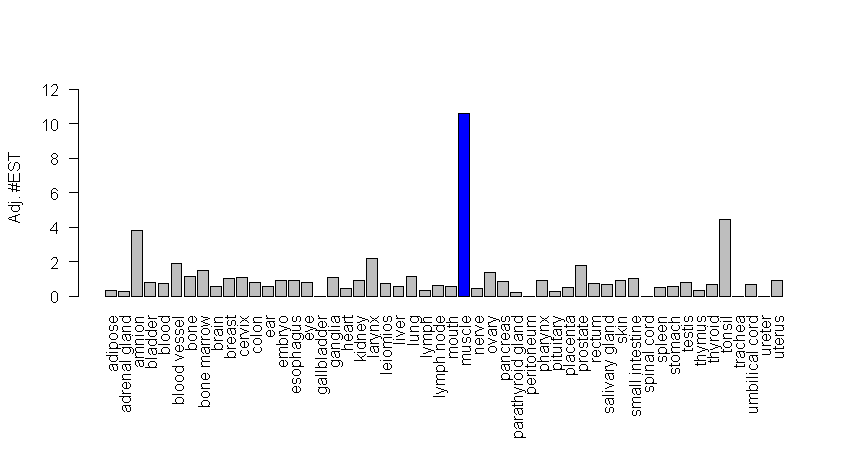 12
10
8
6
4
2
0
Adj. #EST
adipose
adrenal gland
amnion
bladder
blood
blood vessel
bone
bone marrow
brain
breast
cervix
colon
ear
embryo
esophagus
eye
gallbladder
ganglia
heart
kidney
larynx
leiomios
liver
lung
lymph
lymph node
mouth
muscle
nerve
ovary
pancreas
parathyroid gland
peritoneum
pharynx
pituitary
placenta
prostate
rectum
salivary gland
skin
small intestine
spinal cord
spleen
stomach
testis
thymus
thyroid
tonsil
trachea
umbilical cord
ureter
uterus